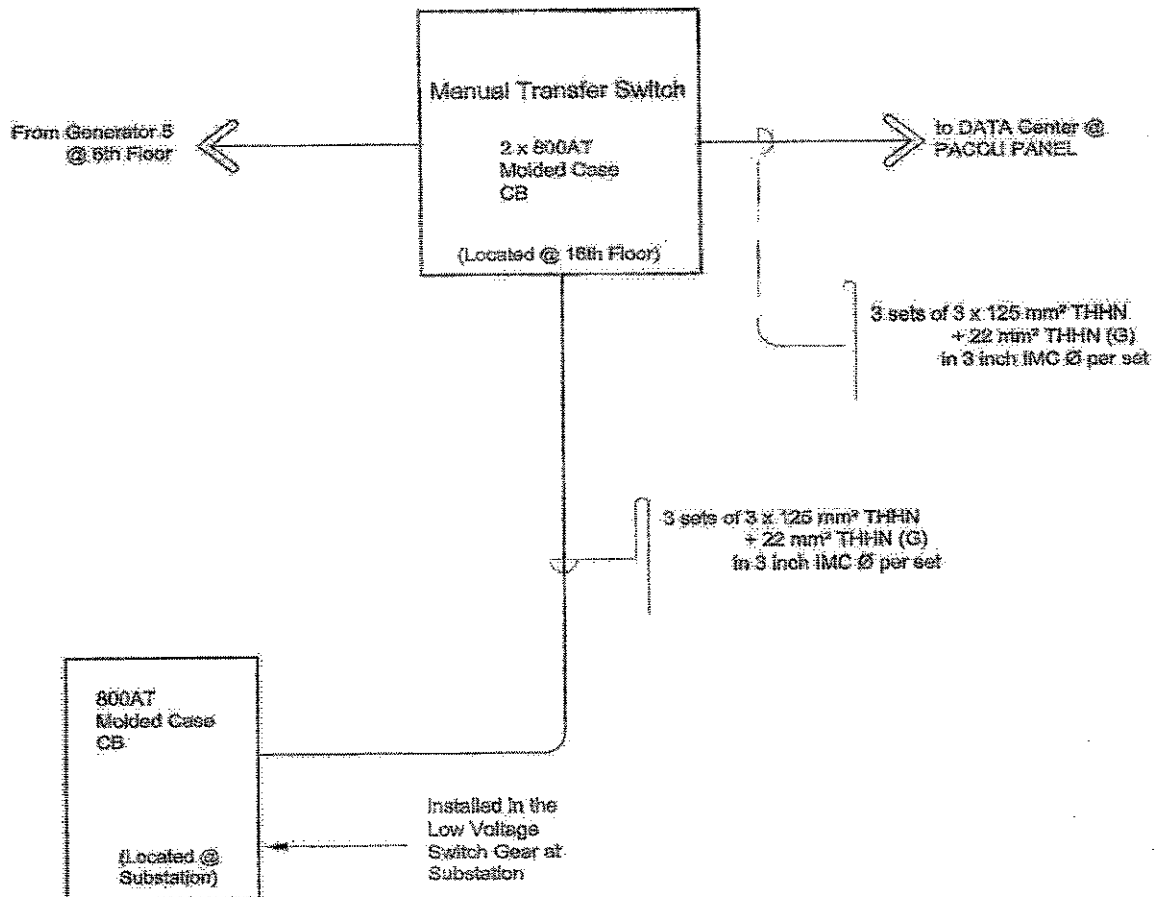 Manual Transfer Switch
2 x 800AT
Molded Case
CB
(Located @ 16th Floor)
From Generator 5
@ 6th Floor
to DATA Center @
PACOU PANEL
3 sets of 3 x 125 mm² THHN
+ 22 mm² THHN (G)
in 3 inch IMC Ø per set
3 sets of 3 x 125 mm² THHN
+ 22 mm² THHN (G)
in 3 inch IMC Ø per set
800AT
Molded Case
CB
(Located @
Substation)
Installed in the
Low Voltage
Switch Gear at
Substation